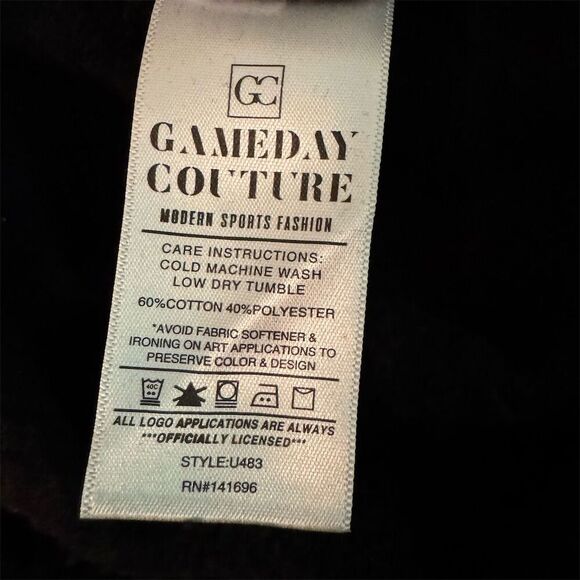 GC
GAMEDAY
COUTURE
MODERN SPORTS FASHION
CARE INSTRUCTIONS:
COLD MACHINE WASH
LOW DRY TUMBLE
60%COTTON 40%POLYESTER
*AVOID FABRIC SOFTENER &
IRONING ON ART APPLICATIONS TO
PRESERVE COLOR & DESIGN
40C
ALL LOGO APPLICATIONS ARE ALWAYS
***OFFICIALLY LICENSED***
STYLE:U483
RN#141696